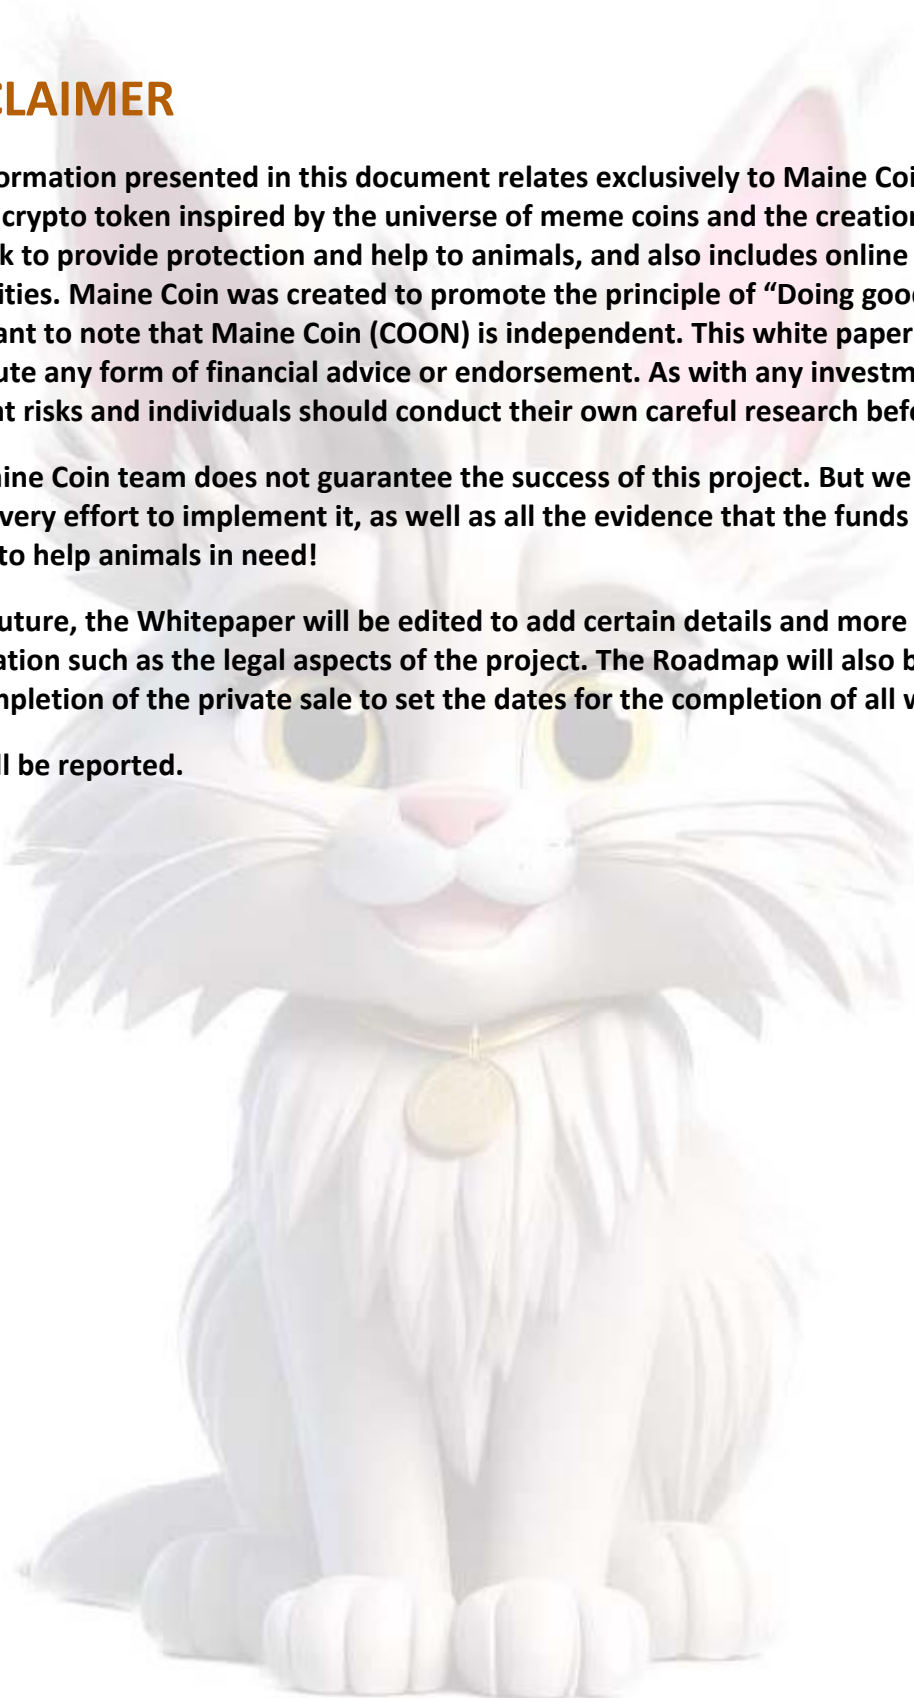 CLAIMER
ormation presented in this document relates exclusively to Maine Coi
crypto token inspired by the universe of meme coins and the creation
k to provide protection and help to animals, and also includes online
ities. Maine Coin was created to promote the principle of “Doing good
ant to note that Maine Coin (COON) is independent. This white paper
ute any form of financial advice or endorsement. As with any investm
nt risks and individuals should conduct their own careful research befo
aine Coin team does not guarantee the success of this project. But we
very effort to implement it, as well as all the evidence that the funds
to help animals in need!
uture, the Whitepaper will be edited to add certain details and more
ation such as the legal aspects of the project. The Roadmap will also b
mpletion of the private sale to set the dates for the completion of all w
ll be reported.